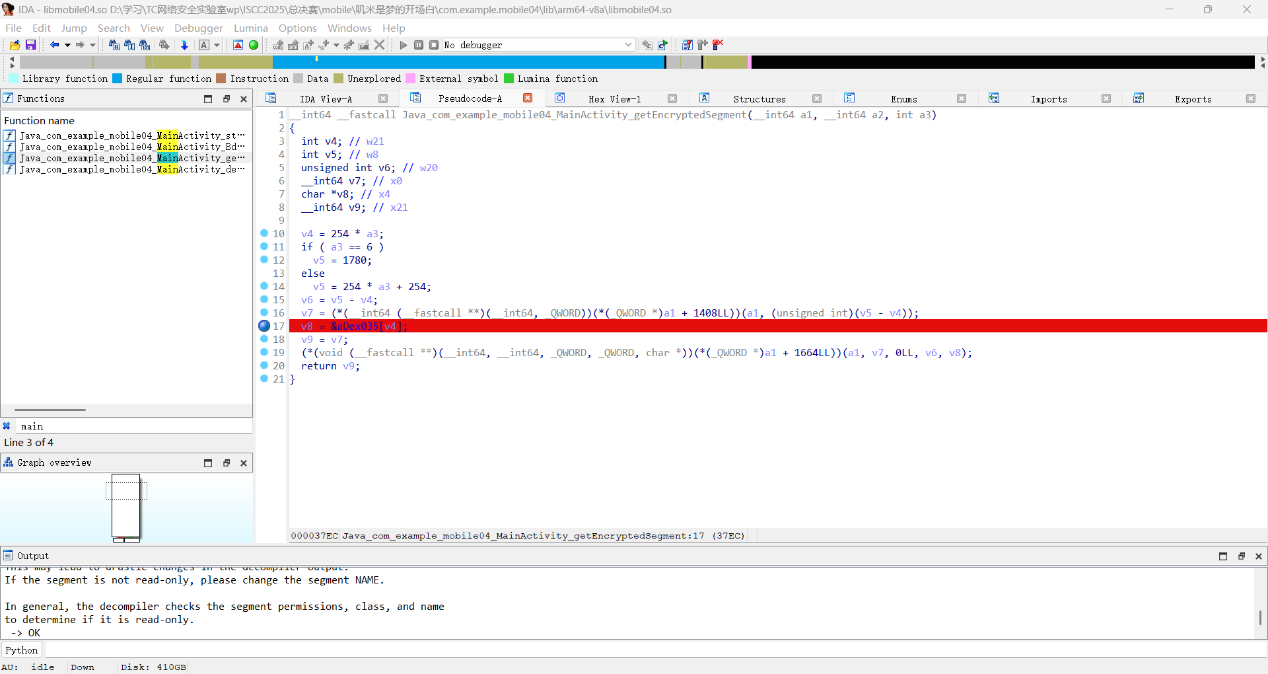 IDA - libmobile04.so D:\学习\TC网络安全实验室wp\ISCC2025\总决赛\mobile\叽米是梦的开场白\com.example.mobile04\lib\arm64-v8a\libmobile04.so
File Edit Jump Search View Debugger Lumina Options Windows Help
No debugger
Library function Regular function Instruction Data Unexplored External symbol Lumina function
Functions
IDA View-A Pseudocode-A Hex View-1 Structures Enums Imports Exports
Function name
Java_com_example_mobile04_MainActivity_st…
Java_com_example_mobile04_MainActivity_Ed…
Java_com_example_mobile04_MainActivity_ge…
Java_com_example_mobile04_MainActivity_de…
main
Line 3 of 4
Graph overview
1 __int64 __fastcall Java_com_example_mobile04_MainActivity_getEncryptedSegment(__int64 a1, __int64 a2, int a3)
2 {
3 int v4; // w21
4 int v5; // w8
5 unsigned int v6; // w20
6 __int64 v7; // x0
7 char *v8; // x4
8 __int64 v9; // x21
9
10 v4 = 254 * a3;
11 if ( a3 == 6 )
12 v5 = 1780;
13 else
14 v5 = 254 * a3 + 254;
15 v6 = v5 - v4;
16 v7 = (*(__int64 (__fastcall **)(__int64, _QWORD))(*(_QWORD *)a1 + 1408LL))(a1, (unsigned int)(v5 - v4));
17 v8 = &aDex035[v4];
18 v9 = v7;
19 (*(void (__fastcall **)(__int64, __int64, _QWORD, _QWORD, char *))(*(_QWORD *)a1 + 1664LL))(a1, v7, 0LL, v6, v8);
20 return v9;
21 }
000037EC Java_com_example_mobile04_MainActivity_getEncryptedSegment:17 (37EC)
Output
This may lead to drastic changes in the decompiler output.
If the segment is not read-only, please change the segment NAME.
In general, the decompiler checks the segment permissions, class, and name
to determine if it is read-only.
-> OK
Python
AU: idle Down Disk: 410GB